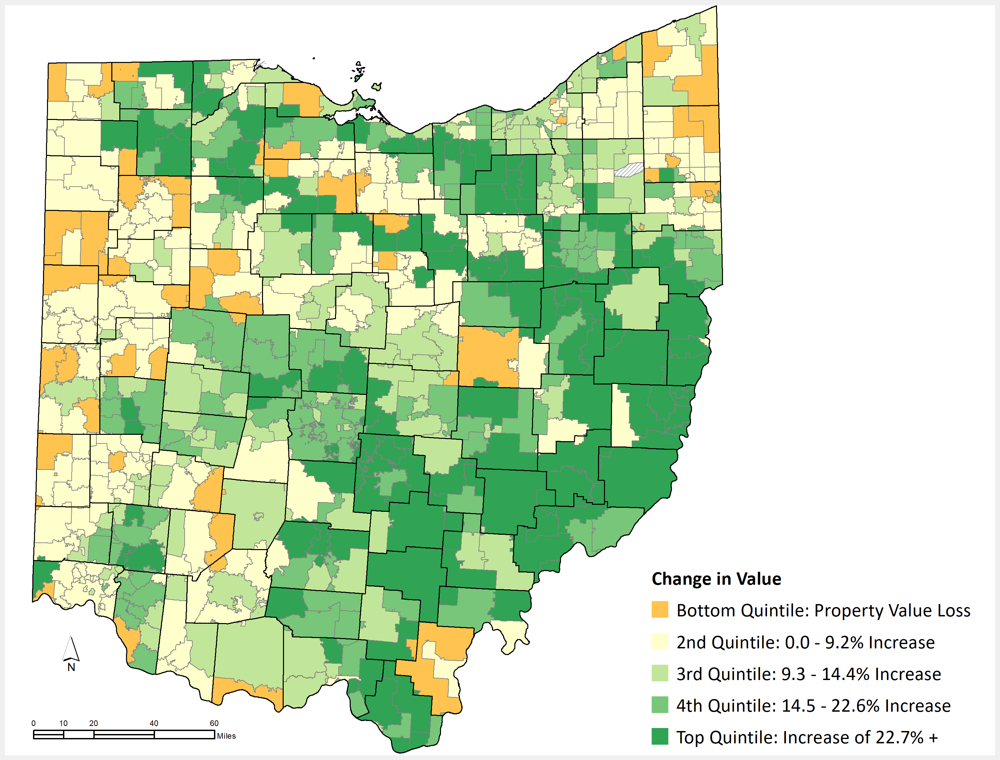 Change in Value
Bottom Quintile: Property Value Loss
2nd Quintile: 0.0 - 9.2% Increase
3rd Quintile: 9.3 - 14.4% Increase
4th Quintile: 14.5 - 22.6% Increase
Top Quintile: Increase of 22.7% +
N
0 10 20 40 60
Miles